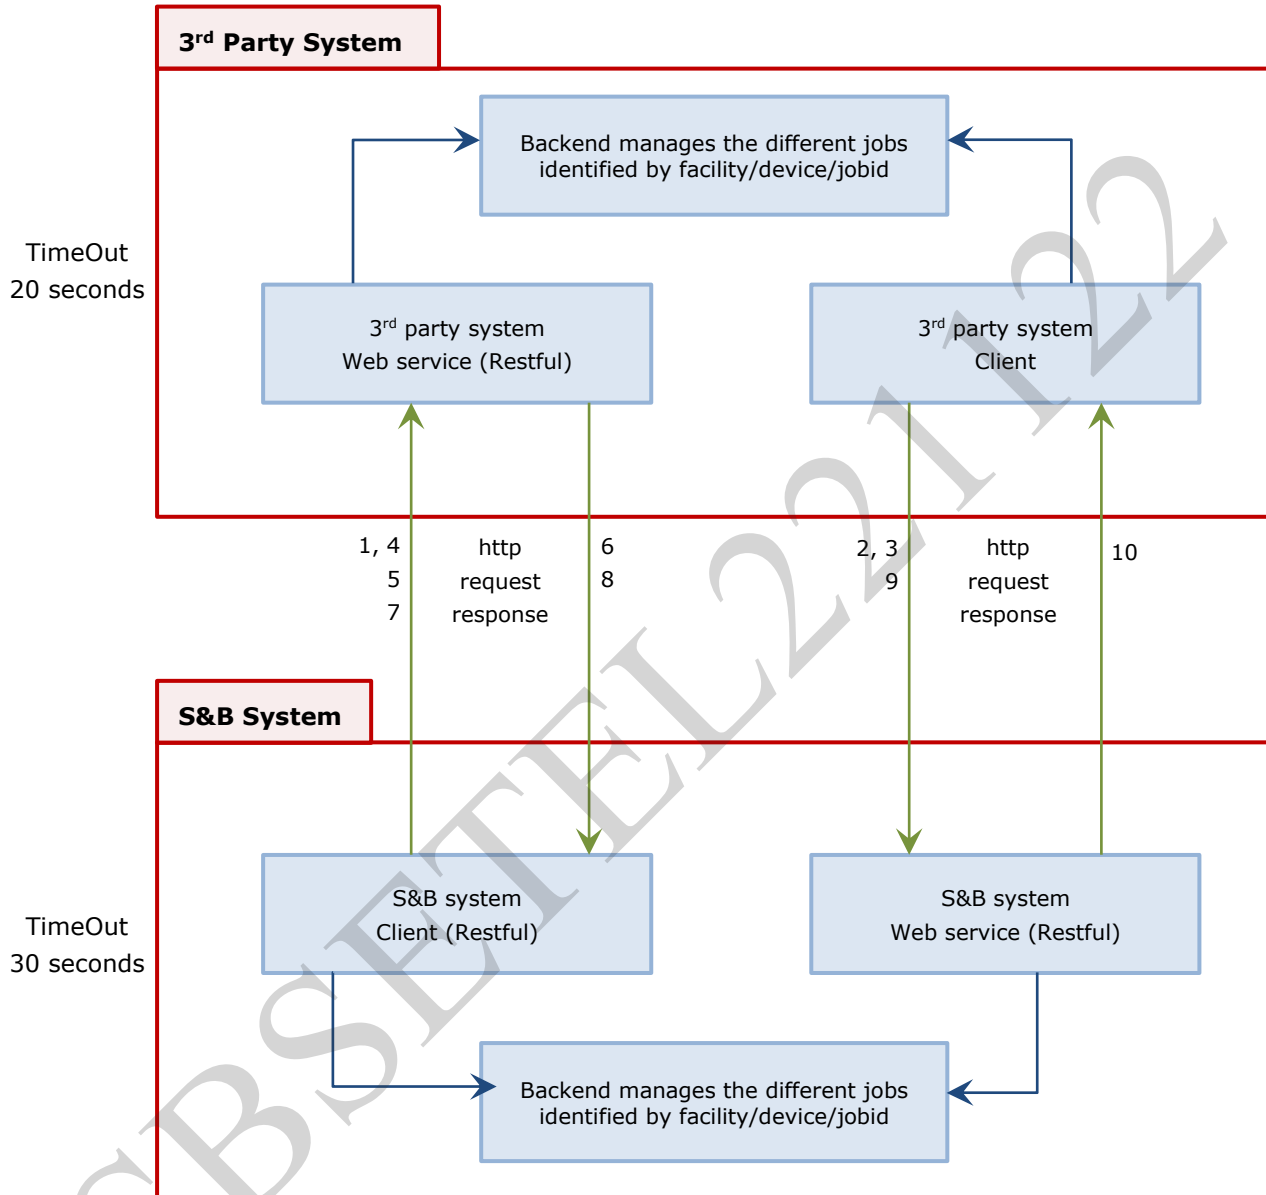 3rd Party System
Backend manages the different jobs
identified by facility/device/jobid
TimeOut
20 seconds
3rd party system
Web service (Restful)
3rd party system
Client
1, 4
5
7
http
request
response
6
8
2, 3
9
http
request
response
10
S&B System
S&B system
Client (Restful)
S&B system
Web service (Restful)
TimeOut
30 seconds
Backend manages the different jobs
identified by facility/device/jobid